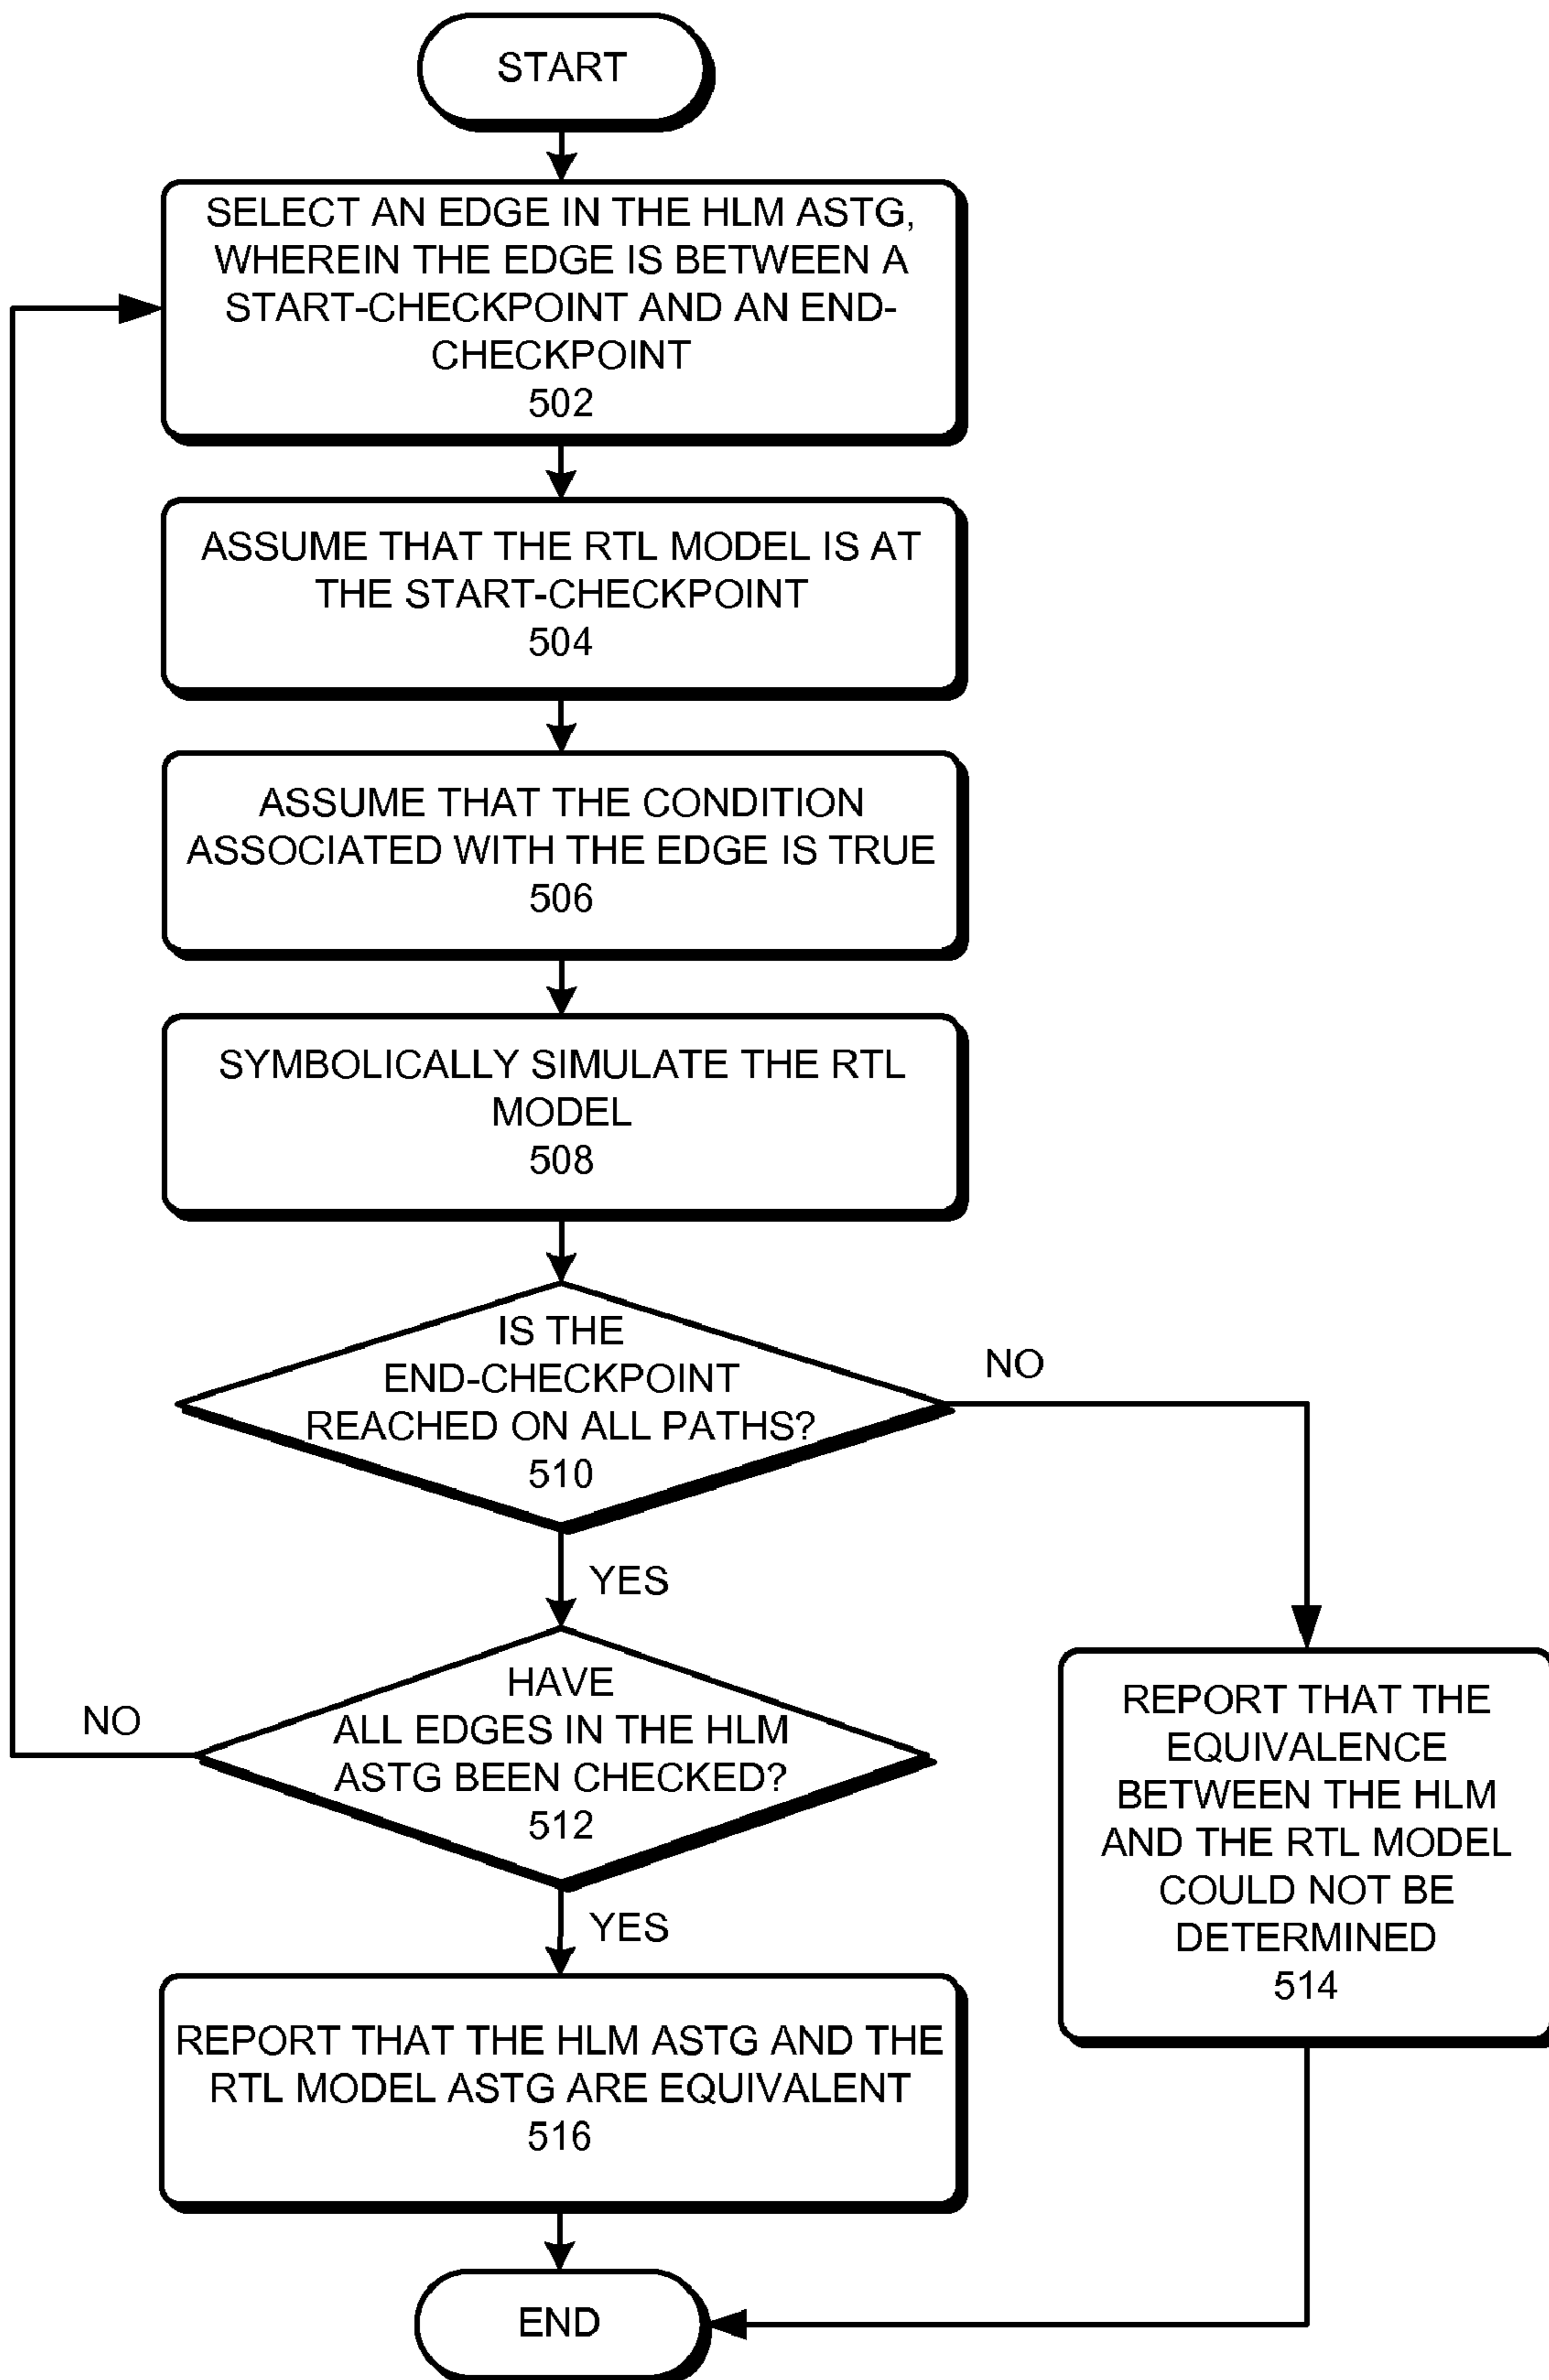 START
SELECT AN EDGE IN THE HLM ASTG,
WHEREIN THE EDGE IS BETWEEN A
START-CHECKPOINT AND AN END-
CHECKPOINT
502
ASSUME THAT THE RTL MODEL IS AT
THE START-CHECKPOINT
504
ASSUME THAT THE CONDITION
ASSOCIATED WITH THE EDGE IS TRUE
506
SYMBOLICALLY SIMULATE THE RTL
MODEL
508
IS THE
END-CHECKPOINT
REACHED ON ALL PATHS?
510
NO
YES
HAVE
ALL EDGES IN THE HLM
ASTG BEEN CHECKED?
512
NO
YES
REPORT THAT THE
EQUIVALENCE
BETWEEN THE HLM
AND THE RTL MODEL
COULD NOT BE
DETERMINED
514
REPORT THAT THE HLM ASTG AND THE
RTL MODEL ASTG ARE EQUIVALENT
516
END